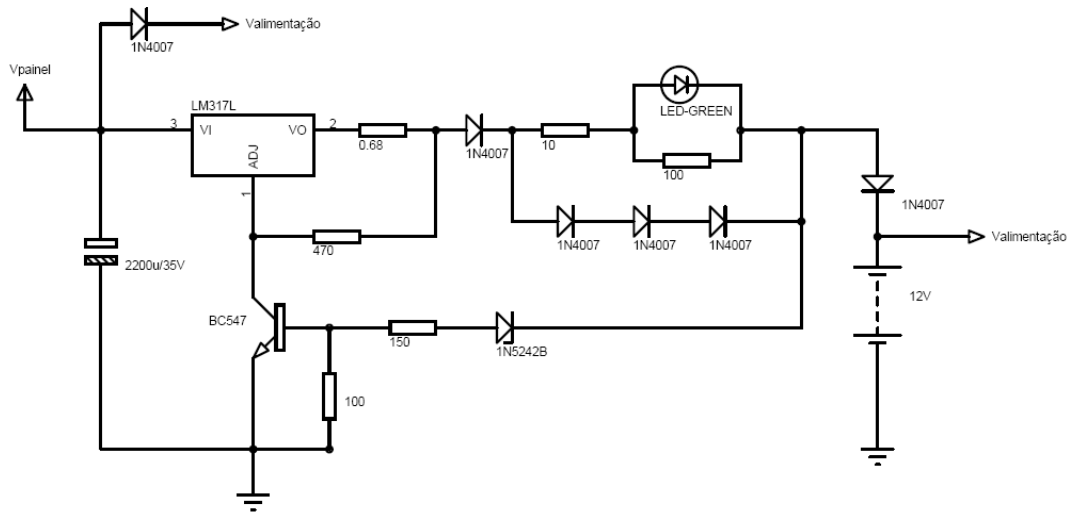 Valimentação
1N4007
Vpainel
LM317L
3
VI
VO
2
ADJ
1
0.68
1N4007
10
LED-GREEN
100
1N4007
470
1N4007
1N4007
1N4007
Valimentação
2200u/35V
12V
BC547
150
1N5242B
100